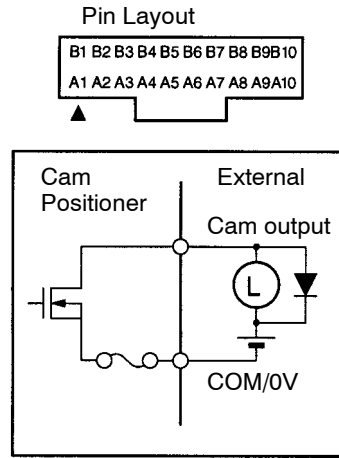 Pin Layout
B1 B2 B3 B4 B5 B6 B7 B8 B9B10
A1 A2 A3 A4 A5 A6 A7 A8 A9A10
Cam Positioner
External
Cam output
L
COM/0V